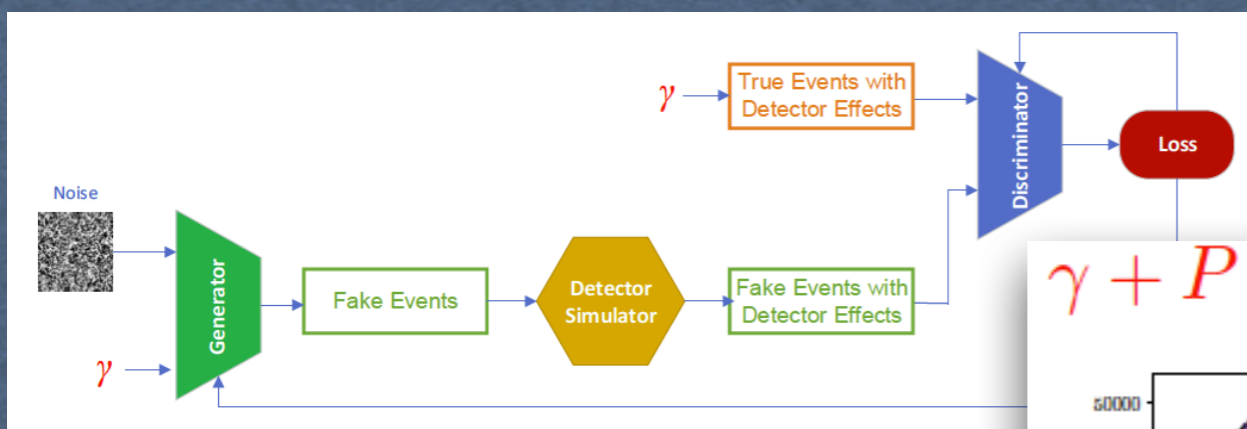 γ
True Events with
Detector Effects
Discriminator
Loss
Noise
Generator
Fake Events
Detector
Simulator
Fake Events with
Detector Effects
γ
γ + P
50000